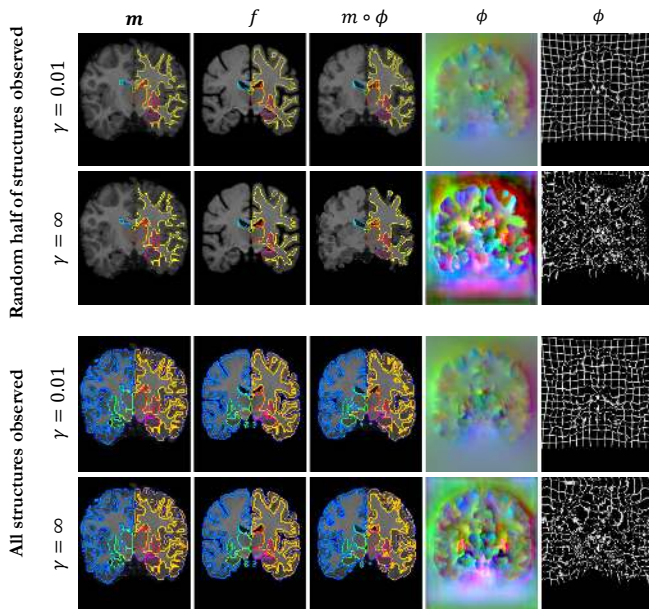 m f m ∘ ϕ ϕ ϕ
Random half of structures observed
γ = 0.01
γ = ∞
All structures observed
γ = 0.01
γ = ∞